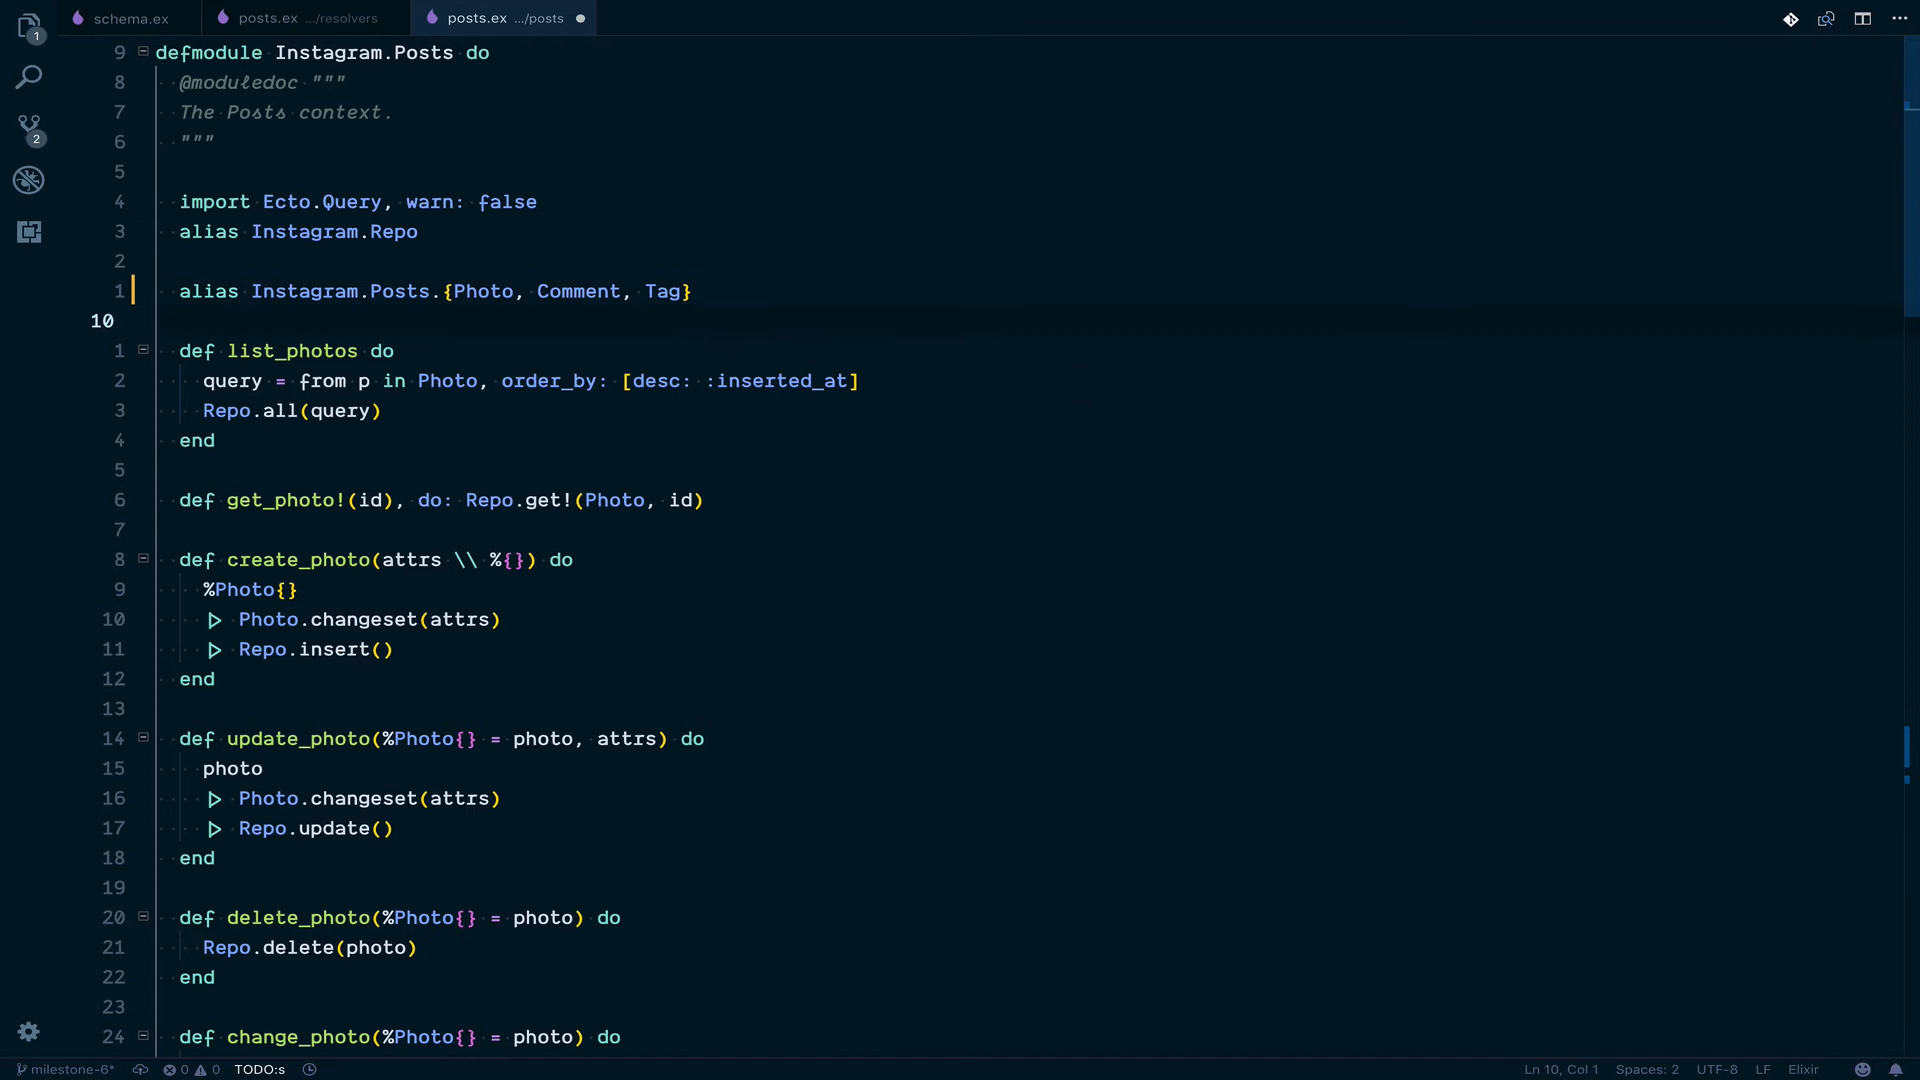 schema.ex posts.ex .../resolvers posts.ex .../posts
1
2
9 defmodule Instagram.Posts do
8 @moduledoc """
7 The Posts context.
6 """
5
4 import Ecto.Query, warn: false
3 alias Instagram.Repo
2
1 alias Instagram.Posts.{Photo, Comment, Tag}
10
1 def list_photos do
2 query = from p in Photo, order_by: [desc: :inserted_at]
3 Repo.all(query)
4 end
5
6 def get_photo!(id), do: Repo.get!(Photo, id)
7
8 def create_photo(attrs \\ %{}) do
9 %Photo{}
10 |> Photo.changeset(attrs)
11 |> Repo.insert()
12 end
13
14 def update_photo(%Photo{} = photo, attrs) do
15 photo
16 |> Photo.changeset(attrs)
17 |> Repo.update()
18 end
19
20 def delete_photo(%Photo{} = photo) do
21 Repo.delete(photo)
22 end
23
24 def change_photo(%Photo{} = photo) do
milestone-6* 0 0 TODO:s Ln 10, Col 1 Spaces: 2 UTF-8 LF Elixir